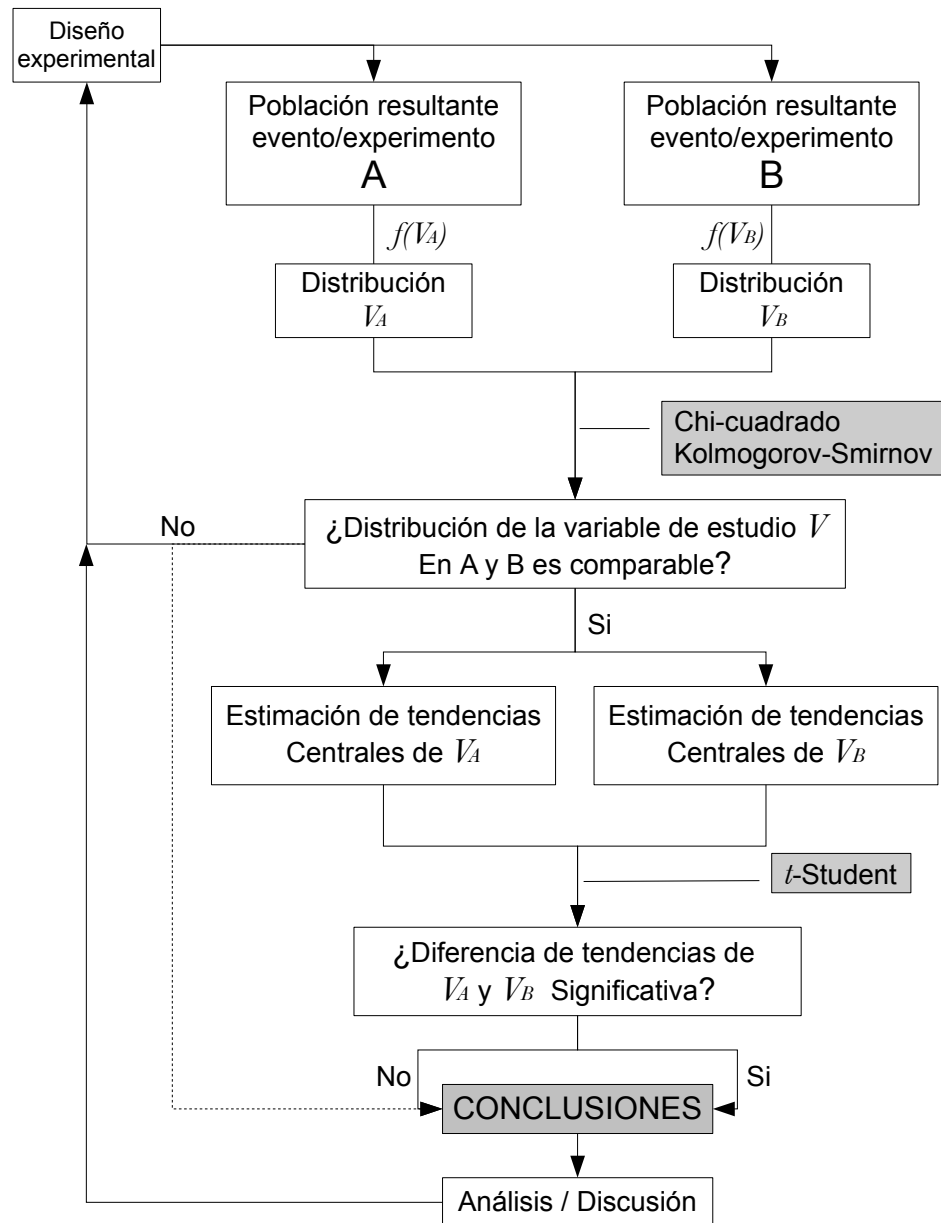 Diseño
experimental
Población resultante
evento/experimento
A
Población resultante
evento/experimento
B
f(VA)
f(VB)
Distribución
VA
Distribución
VB
Chi-cuadrado
Kolmogorov-Smirnov
No
¿Distribución de la variable de estudio V
En A y B es comparable?
Si
Estimación de tendencias
Centrales de VA
Estimación de tendencias
Centrales de VB
t-Student
¿Diferencia de tendencias de
VA y VB Significativa?
No
Si
CONCLUSIONES
Análisis / Discusión